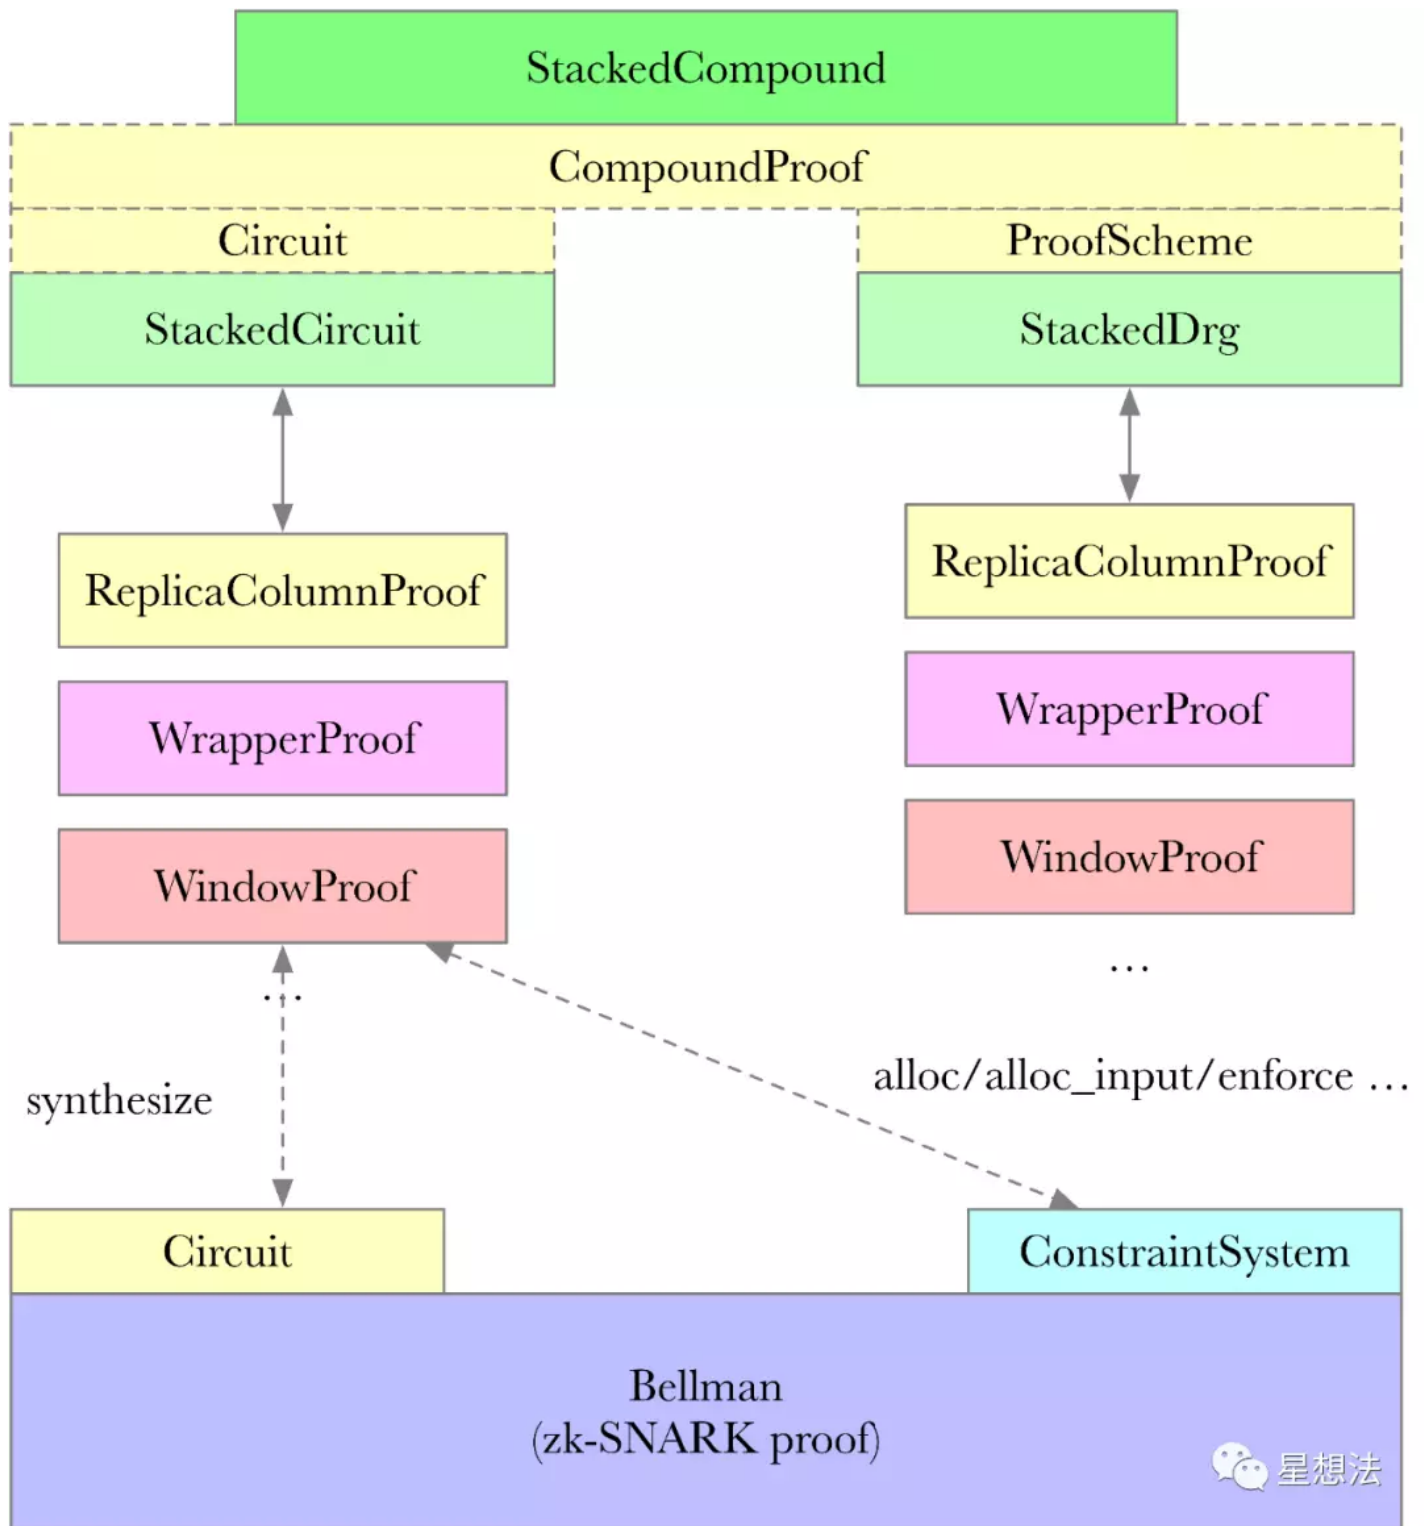 StackedCompound
CompoundProof
Circuit
ProofScheme
StackedCircuit
StackedDrg
ReplicaColumnProof
ReplicaColumnProof
WrapperProof
WrapperProof
WindowProof
WindowProof
…
…
synthesize
alloc/alloc_input/enforce …
Circuit
ConstraintSystem
Bellman
(zk-SNARK proof)
星想法